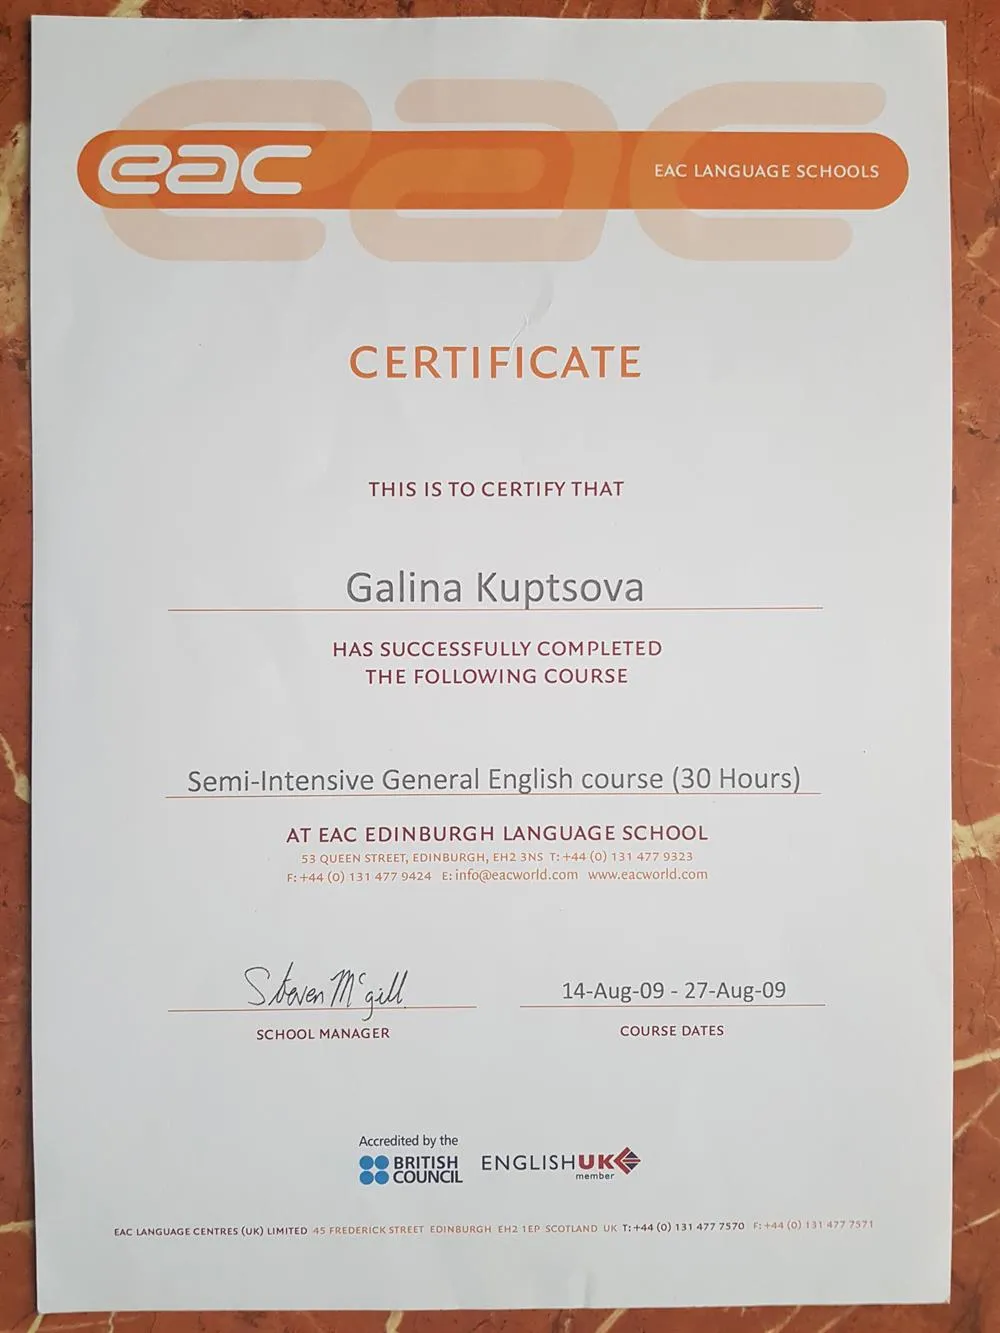 eac
EAC LANGUAGE SCHOOLS
CERTIFICATE
THIS IS TO CERTIFY THAT
Galina Kuptsova
HAS SUCCESSFULLY COMPLETED
THE FOLLOWING COURSE
Semi-Intensive General English course (30 Hours)
AT EAC EDINBURGH LANGUAGE SCHOOL
53 QUEEN STREET, EDINBURGH, EH2 3NS T: +44 (0) 131 477 9323
F: +44 (0) 131 477 9424 E: info@eacworld.com www.eacworld.com
Steven McGill
SCHOOL MANAGER
14-Aug-09 - 27-Aug-09
COURSE DATES
Accredited by the
BRITISH
COUNCIL
ENGLISHUK
member
EAC LANGUAGE CENTRES (UK) LIMITED 45 FREDERICK STREET EDINBURGH EH2 1EP SCOTLAND UK T: +44 (0) 131 477 7570 F: +44 (0) 131 477 7571